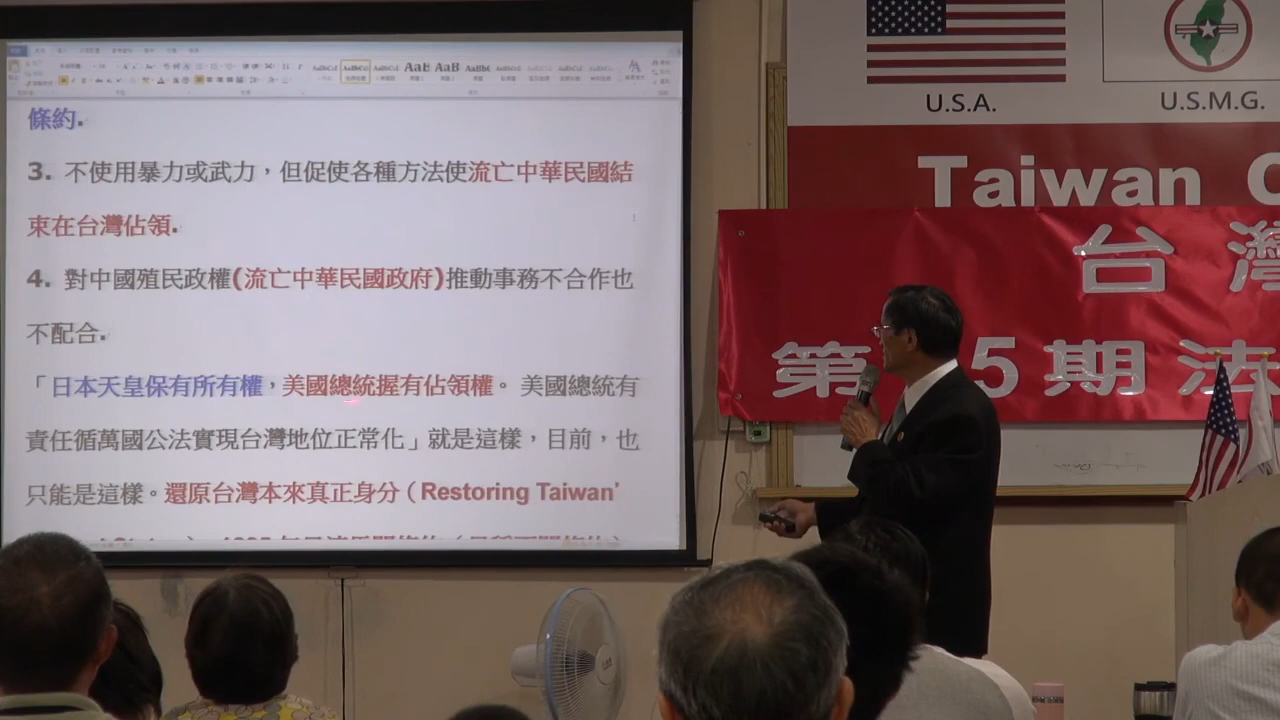 條約.
3. 不使用暴力或武力，但促使各種方法使流亡中華民國結
束在台灣佔領.
4. 對中國殖民政權(流亡中華民國政府)推動事務不合作也
不配合.
「日本天皇保有所有權，美國總統握有佔領權。 美國總統有
責任循萬國公法實現台灣地位正常化」就是這樣，目前，也
只能是這樣。還原台灣本來真正身分（Restoring Taiwan'
U.S.A.
U.S.M.G.
Taiwan C
台 灣
第 5 期 法